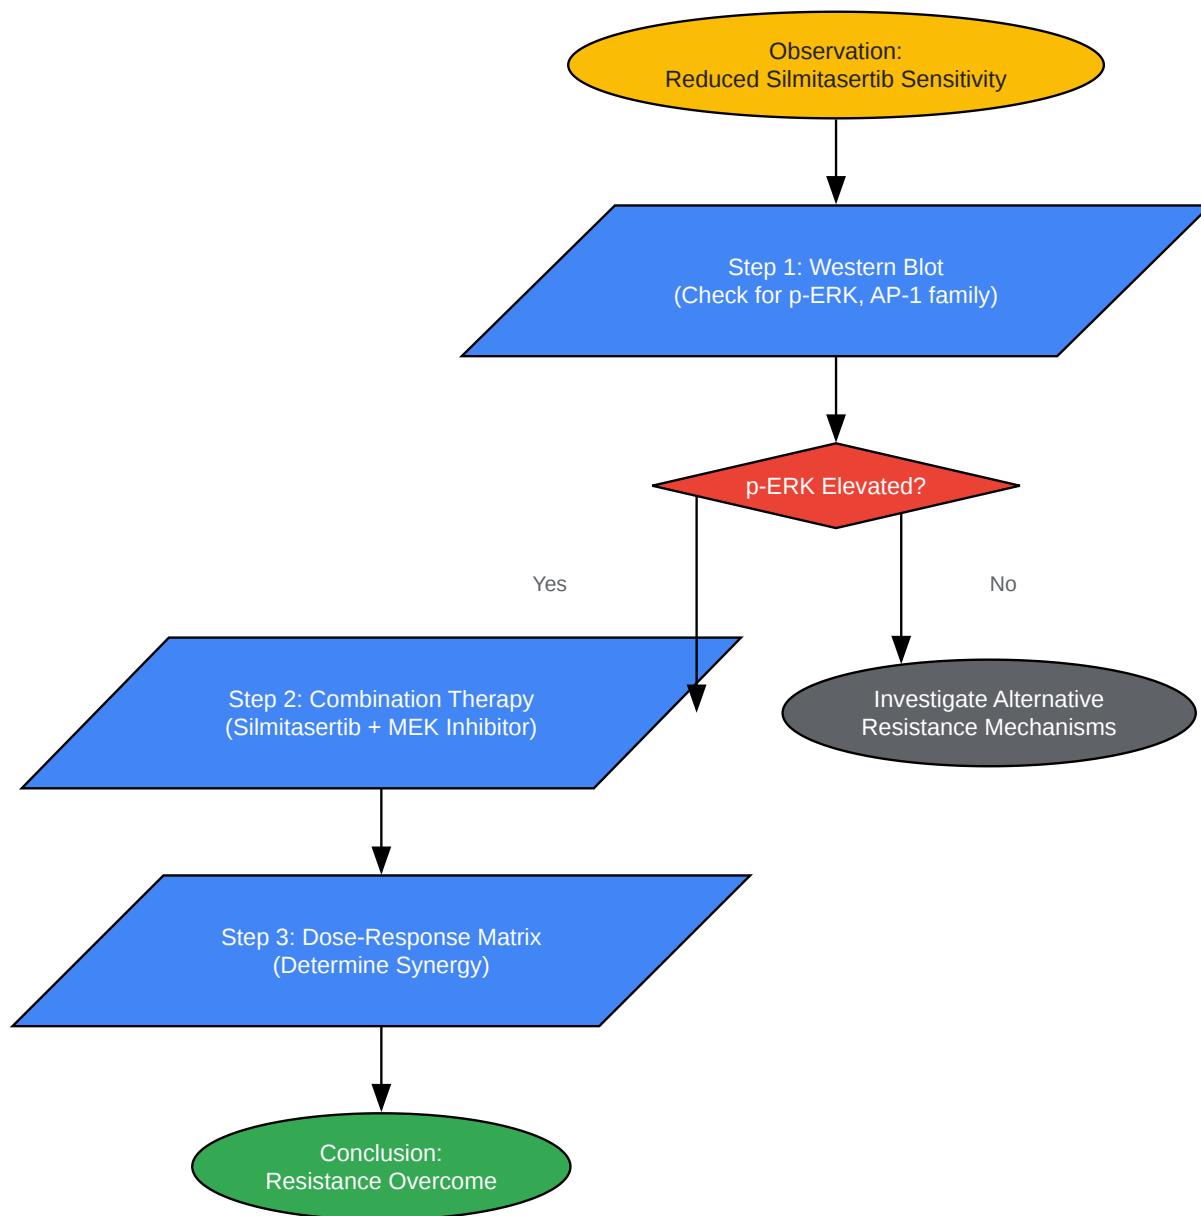 Observation:
Reduced Silmitasertib Sensitivity
Step 1: Western Blot
(Check for p-ERK, AP-1 family)
p-ERK Elevated?
Yes
No
Step 2: Combination Therapy
(Silmitasertib + MEK Inhibitor)
Investigate Alternative
Resistance Mechanisms
Step 3: Dose-Response Matrix
(Determine Synergy)
Conclusion:
Resistance Overcome